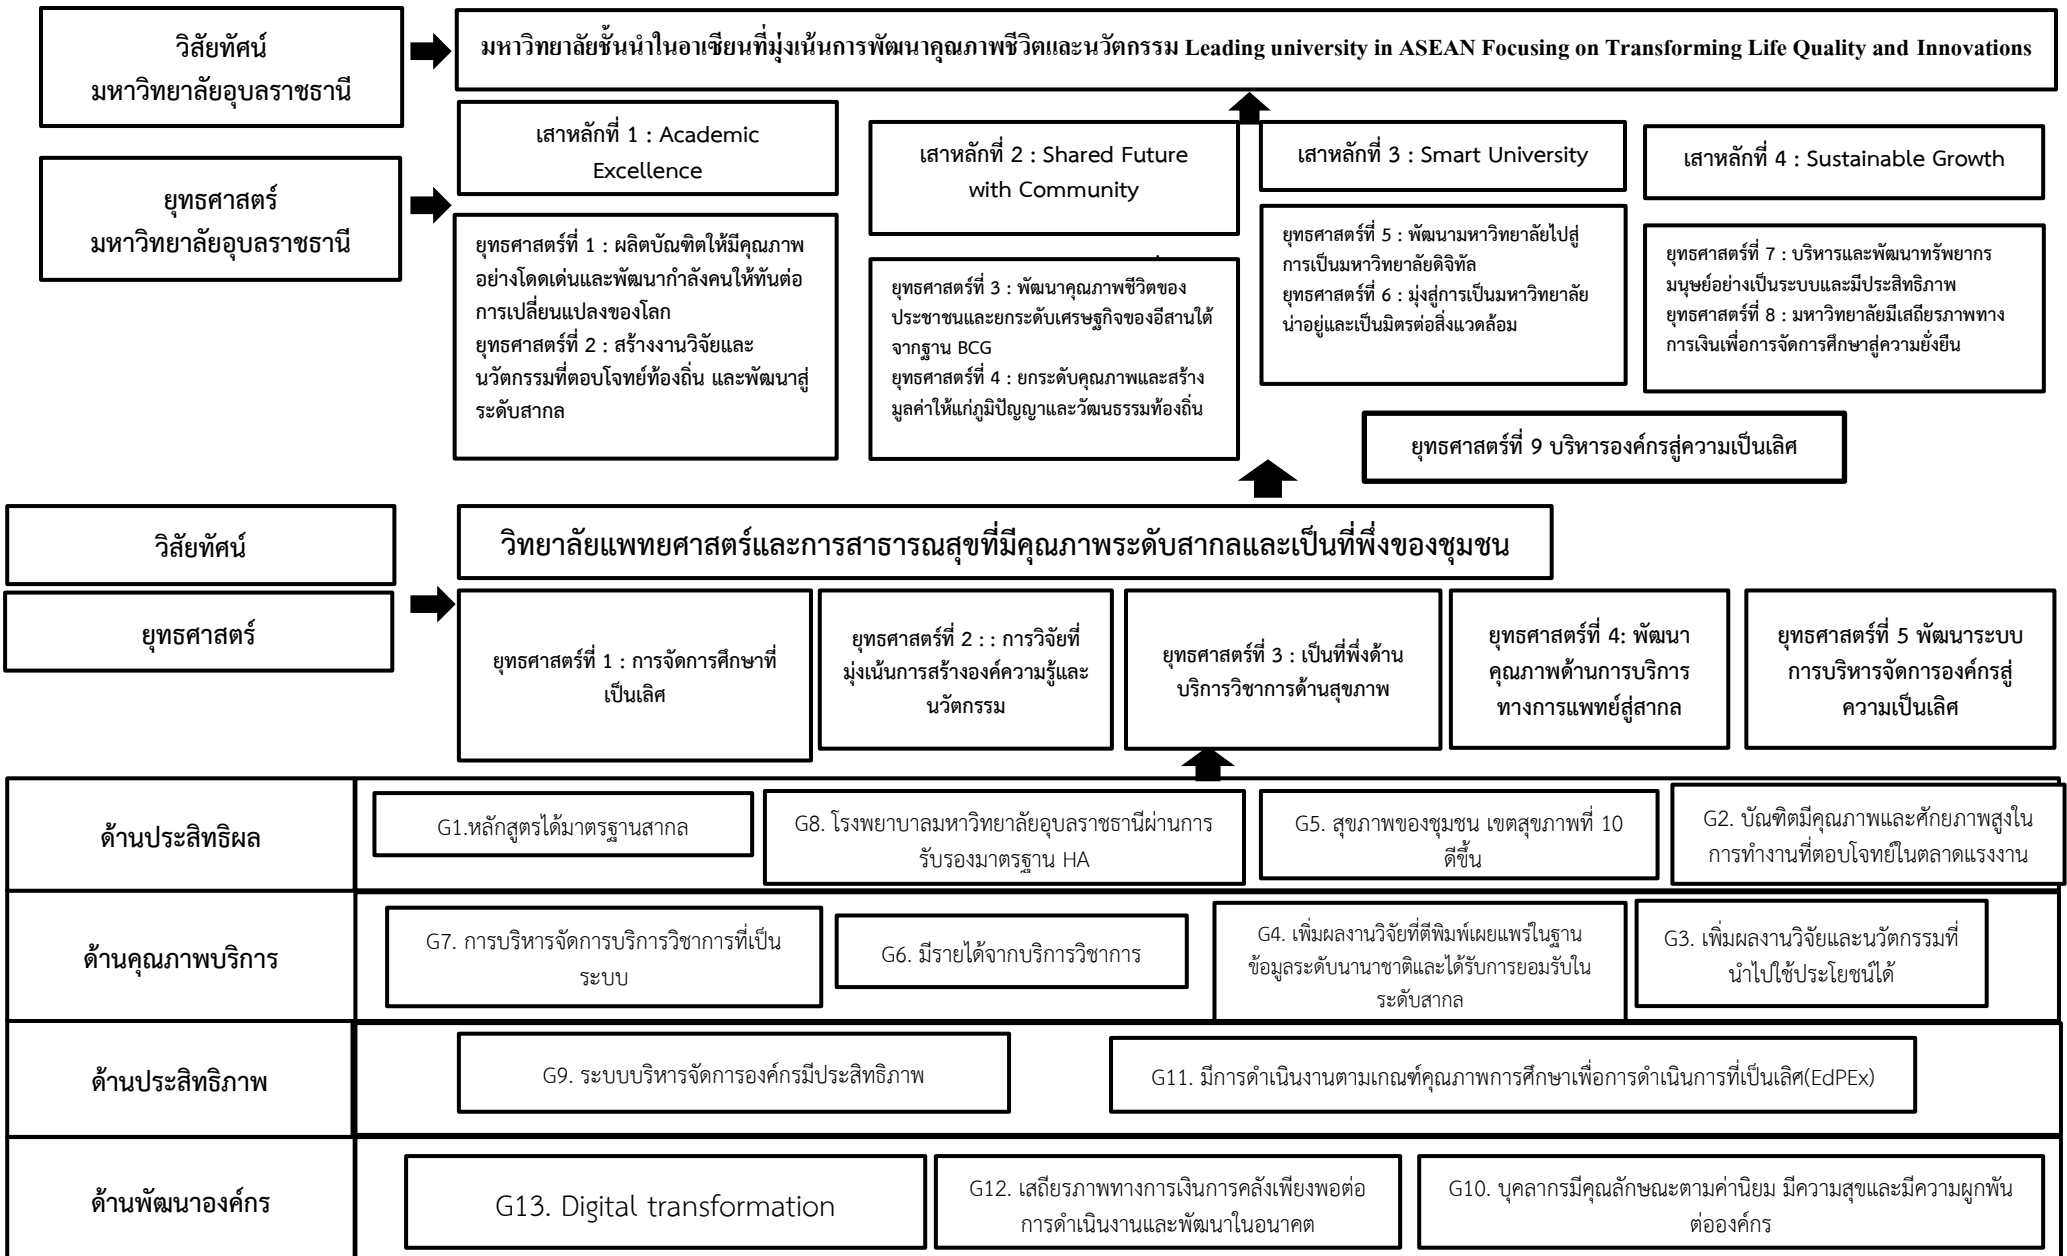 วิสัยทัศน์
มหาวิทยาลัยอุบลราชธานี
มหาวิทยาลัยชั้นนำในอาเซียนที่มุ่งเน้นการพัฒนาคุณภาพชีวิตและนวัตกรรม Leading university in ASEAN Focusing on Transforming Life Quality and Innovations
ยุทธศาสตร์
มหาวิทยาลัยอุบลราชธานี
เสาหลักที่ 1 : Academic
Excellence
ยุทธศาสตร์ที่ 1 : ผลิตบัณฑิตให้มีคุณภาพ
อย่างโดดเด่นและพัฒนากำลังคนให้ทันต่อ
การเปลี่ยนแปลงของโลก
ยุทธศาสตร์ที่ 2 : สร้างงานวิจัยและ
นวัตกรรมที่ตอบโจทย์ท้องถิ่น และพัฒนาสู่
ระดับสากล
เสาหลักที่ 2 : Shared Future
with Community
ยุทธศาสตร์ที่ 3 : พัฒนาคุณภาพชีวิตของ
ประชาชนและยกระดับเศรษฐกิจของอีสานใต้
จากฐาน BCG
ยุทธศาสตร์ที่ 4 : ยกระดับคุณภาพและสร้าง
มูลค่าให้แก่ภูมิปัญญาและวัฒนธรรมท้องถิ่น
เสาหลักที่ 3 : Smart University
ยุทธศาสตร์ที่ 5 : พัฒนามหาวิทยาลัยไปสู่
การเป็นมหาวิทยาลัยดิจิทัล
ยุทธศาสตร์ที่ 6 : มุ่งสู่การเป็นมหาวิทยาลัย
น่าอยู่และเป็นมิตรต่อสิ่งแวดล้อม
เสาหลักที่ 4 : Sustainable Growth
ยุทธศาสตร์ที่ 7 : บริหารและพัฒนาทรัพยากร
มนุษย์อย่างเป็นระบบและมีประสิทธิภาพ
ยุทธศาสตร์ที่ 8 : มหาวิทยาลัยมีเสถียรภาพทาง
การเงินเพื่อการจัดการศึกษาสู่ความยั่งยืน
ยุทธศาสตร์ที่ 9 บริหารองค์กรสู่ความเป็นเลิศ
วิสัยทัศน์
วิทยาลัยแพทยศาสตร์และการสาธารณสุขที่มีคุณภาพระดับสากลและเป็นที่พึ่งของชุมชน
ยุทธศาสตร์
ยุทธศาสตร์ที่ 1 : การจัดการศึกษาที่
เป็นเลิศ
ยุทธศาสตร์ที่ 2 : : การวิจัยที่
มุ่งเน้นการสร้างองค์ความรู้และ
นวัตกรรม
ยุทธศาสตร์ที่ 3 : เป็นที่พึ่งด้าน
บริการวิชาการด้านสุขภาพ
ยุทธศาสตร์ที่ 4: พัฒนา
คุณภาพด้านการบริการ
ทางการแพทย์สู่สากล
ยุทธศาสตร์ที่ 5 พัฒนาระบบ
การบริหารจัดการองค์กรสู่
ความเป็นเลิศ
ด้านประสิทธิผล
G1.หลักสูตรได้มาตรฐานสากล
G8. โรงพยาบาลมหาวิทยาลัยอุบลราชธานีผ่านการ
รับรองมาตรฐาน HA
G5. สุขภาพของชุมชน เขตสุขภาพที่ 10
ดีขึ้น
G2. บัณฑิตมีคุณภาพและศักยภาพสูงใน
การทำงานที่ตอบโจทย์ในตลาดแรงงาน
ด้านคุณภาพบริการ
G7. การบริหารจัดการบริการวิชาการที่เป็น
ระบบ
G6. มีรายได้จากบริการวิชาการ
G4. เพิ่มผลงานวิจัยที่ตีพิมพ์เผยแพร่ในฐาน
ข้อมูลระดับนานาชาติและได้รับการยอมรับใน
ระดับสากล
G3. เพิ่มผลงานวิจัยและนวัตกรรมที่
นำไปใช้ประโยชน์ได้
ด้านประสิทธิภาพ
G9. ระบบบริหารจัดการองค์กรมีประสิทธิภาพ
G11. มีการดำเนินงานตามเกณฑ์คุณภาพการศึกษาเพื่อการดำเนินการที่เป็นเลิศ(EdPEx)
ด้านพัฒนาองค์กร
G13. Digital transformation
G12. เสถียรภาพทางการเงินการคลังเพียงพอต่อ
การดำเนินงานและพัฒนาในอนาคต
G10. บุคลากรมีคุณลักษณะตามค่านิยม มีความสุขและมีความผูกพัน
ต่อองค์กร